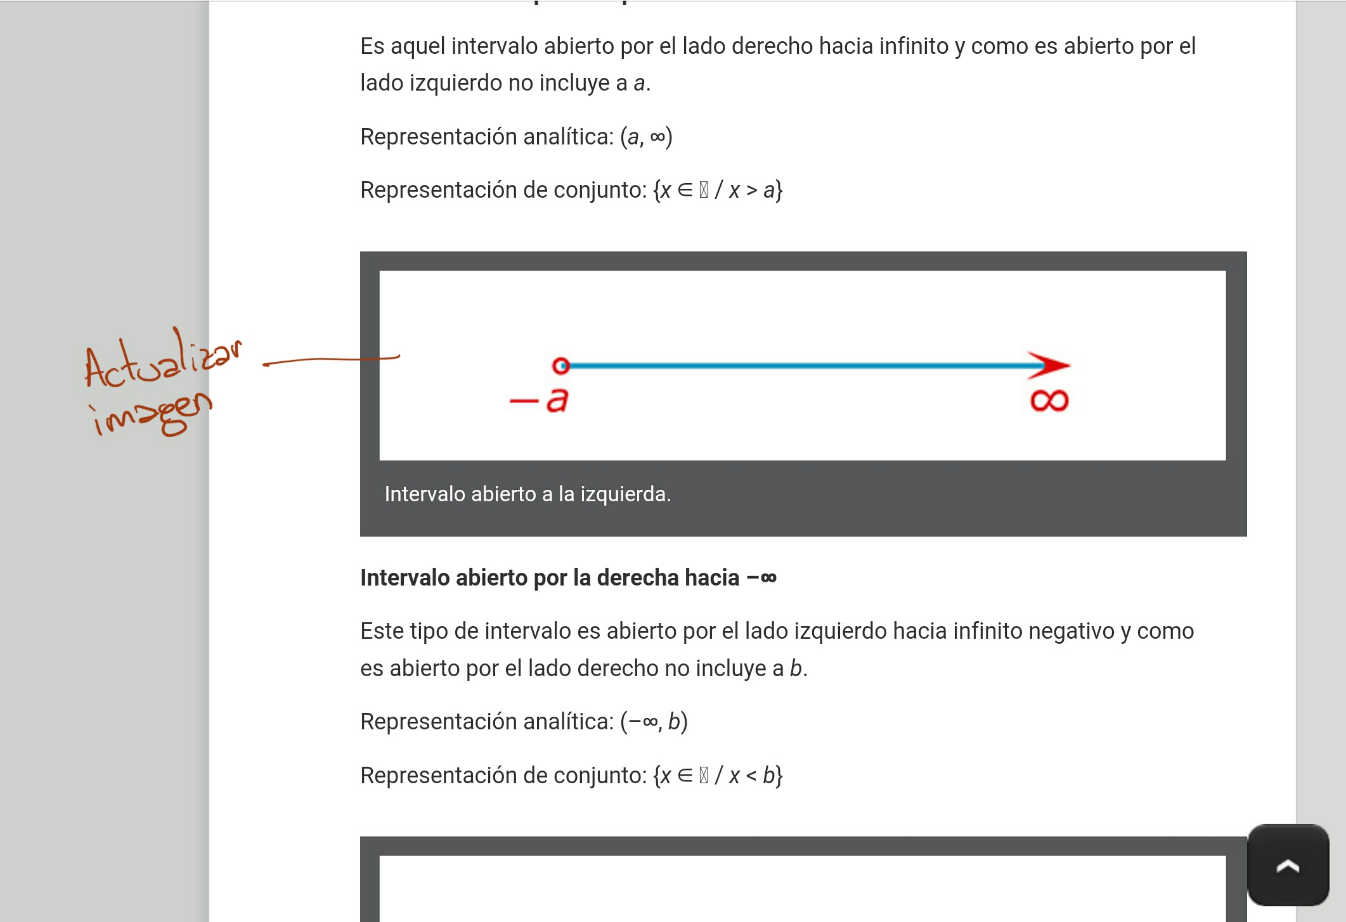 Es aquel intervalo abierto por el lado derecho hacia infinito y como es abierto por el
lado izquierdo no incluye a a.
Representación analítica: (a, ∞)
Representación de conjunto: {x ∈ / x > a}
Actualizar
imagen
−a
∞
Intervalo abierto a la izquierda.
Intervalo abierto por la derecha hacia −∞
Este tipo de intervalo es abierto por el lado izquierdo hacia infinito negativo y como
es abierto por el lado derecho no incluye a b.
Representación analítica: (−∞, b)
Representación de conjunto: {x ∈ / x < b}